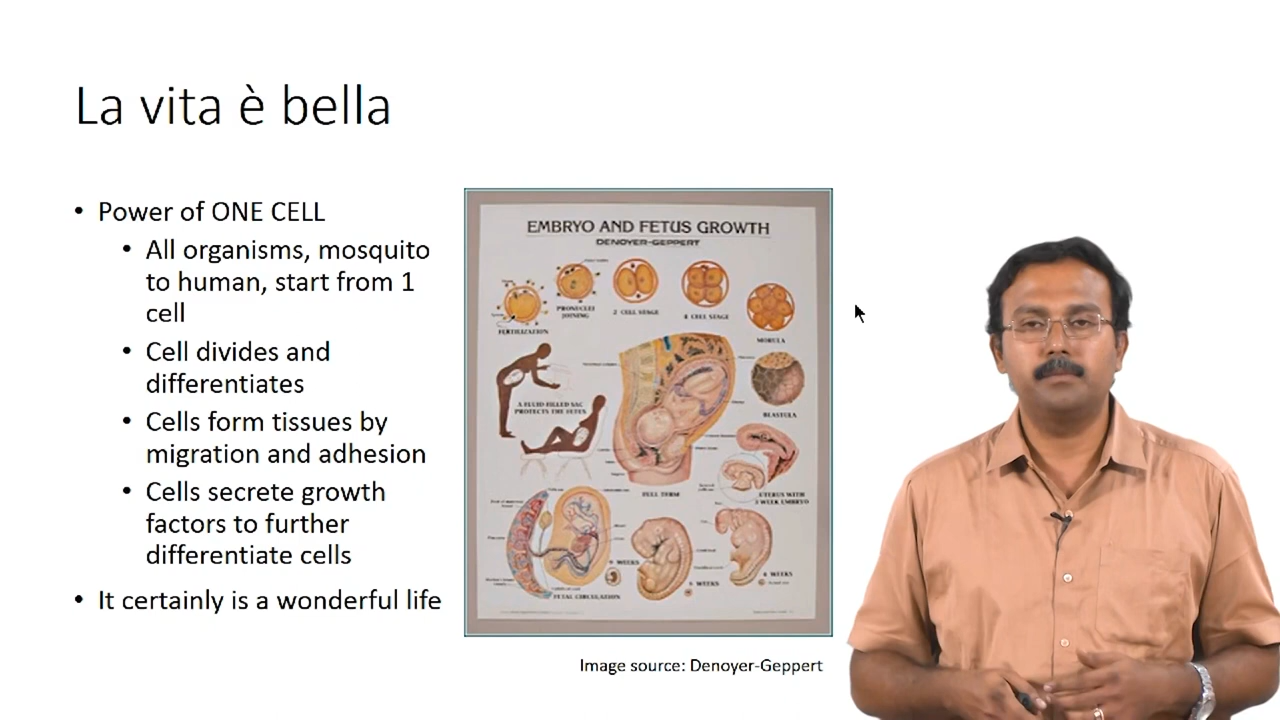 La vita è bella
• Power of ONE CELL
• All organisms, mosquito
to human, start from 1
cell
• Cell divides and
differentiates
• Cells form tissues by
migration and adhesion
• Cells secrete growth
factors to further
differentiate cells
• It certainly is a wonderful life
EMBRYO AND FETUS GROWTH
DENOYER-GEPPERT
FERTILIZATION
PRONUCLEI
JOINING
2 CELL STAGE
8 CELL STAGE
MORULA
A FLUID FILLED SAC
PROTECTS THE FETUS
BLASTULA
FULL TERM
UTERUS WITH
WEEK EMBRYO
FETAL CIRCULATION
WEEKS
WEEKS
6 WEEKS
Image source: Denoyer-Geppert